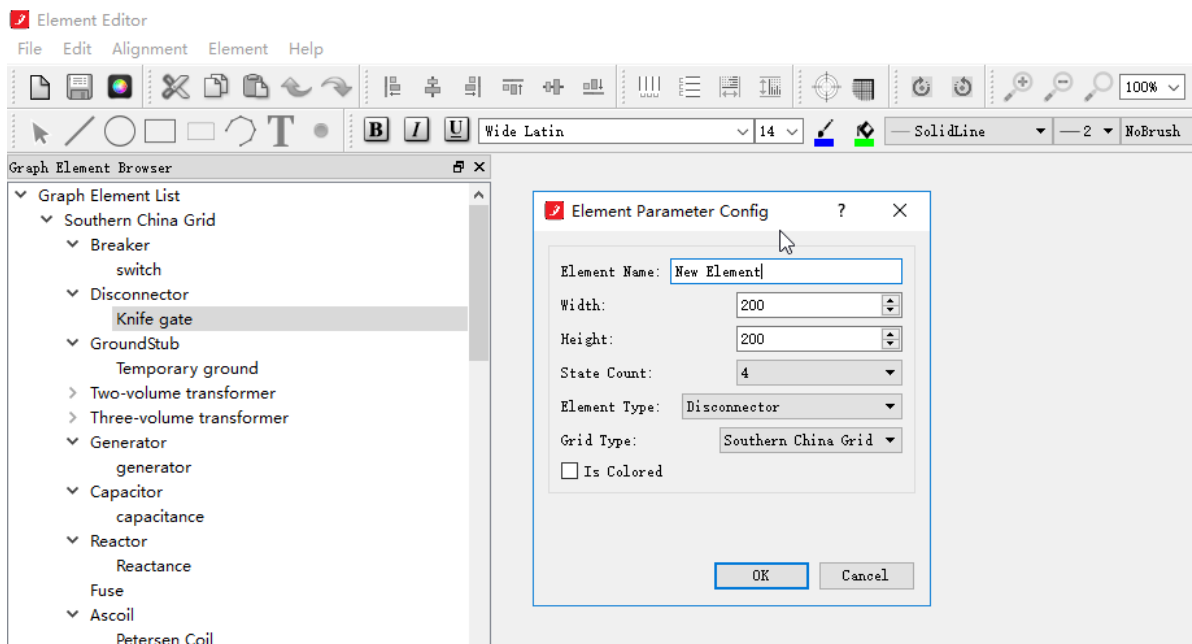 Element Editor
File Edit Alignment Element Help
100%
T B I U Wide Latin 14 SolidLine 2 NoBrush
Graph Element Browser
Graph Element List
Southern China Grid
Breaker
switch
Disconnector
Knife gate
GroundStub
Temporary ground
Two-volume transformer
Three-volume transformer
Generator
generator
Capacitor
capacitance
Reactor
Reactance
Fuse
Ascoil
Petersen Coil
Element Parameter Config ?
Element Name: New Element
Width: 200
Height: 200
State Count: 4
Element Type: Disconnector
Grid Type: Southern China Grid
Is Colored
OK Cancel